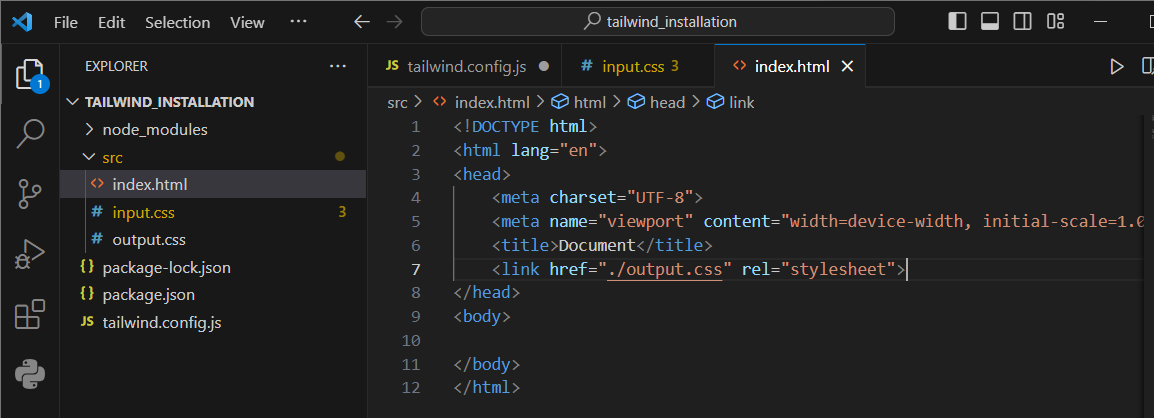 File Edit Selection View ··· tailwind_installation
EXPLORER ···
TAILWIND_INSTALLATION
node_modules
src
index.html
input.css 3
output.css
package-lock.json
package.json
tailwind.config.js
1
JS tailwind.config.js
# input.css 3
<> index.html
src > <> index.html > html > head > link
1 <!DOCTYPE html>
2 <html lang="en">
3 <head>
4 <meta charset="UTF-8">
5 <meta name="viewport" content="width=device-width, initial-scale=1.0
6 <title>Document</title>
7 <link href="./output.css" rel="stylesheet">
8 </head>
9 <body>
10
11 </body>
12 </html>